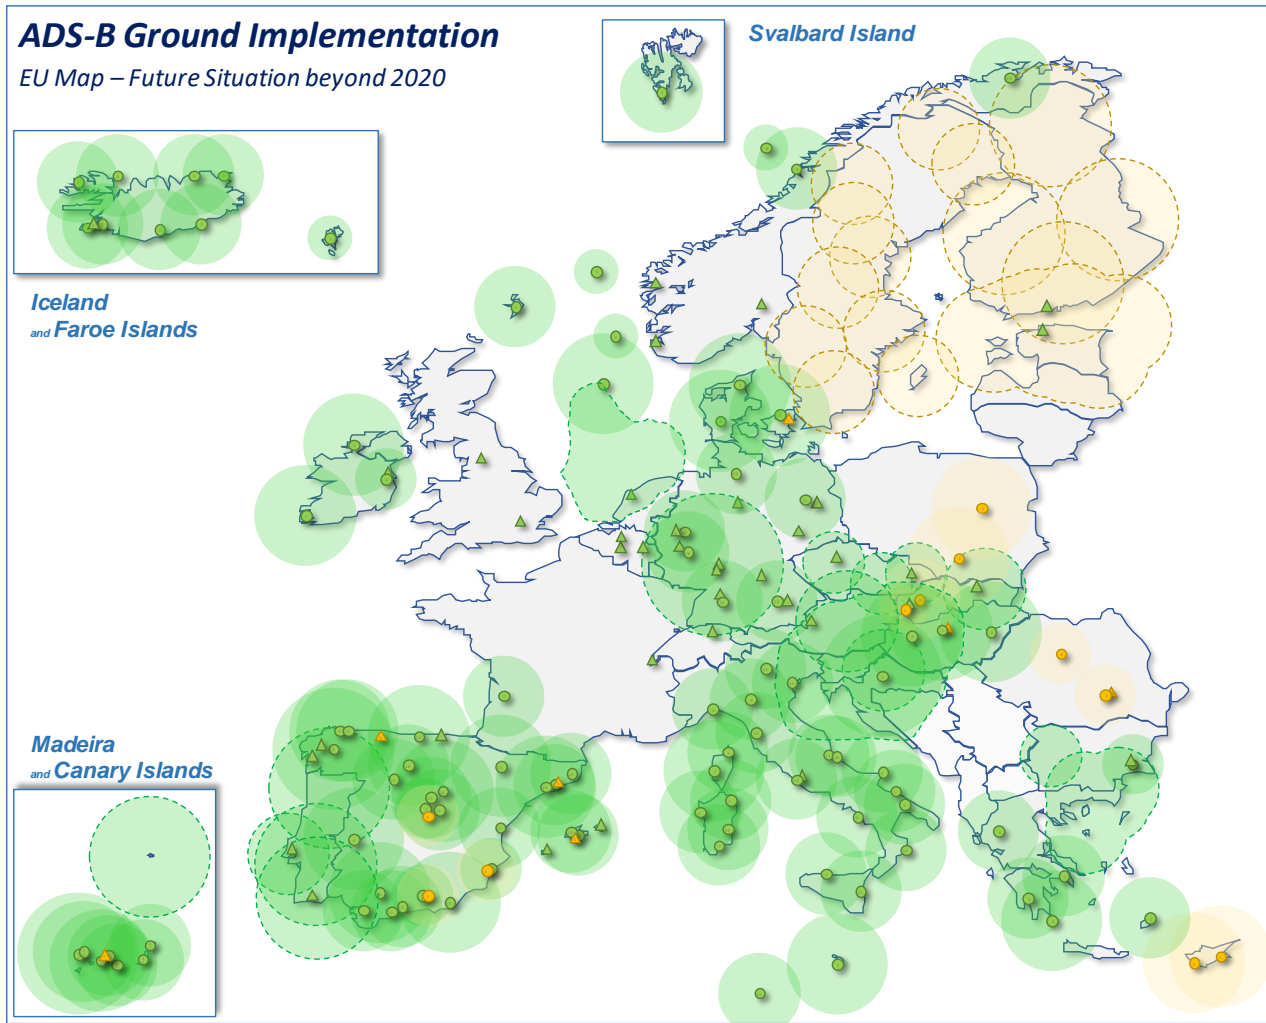 ADS-B Ground Implementation
EU Map – Future Situation beyond 2020
Svalbard Island
Iceland
and Faroe Islands
Madeira
and Canary Islands